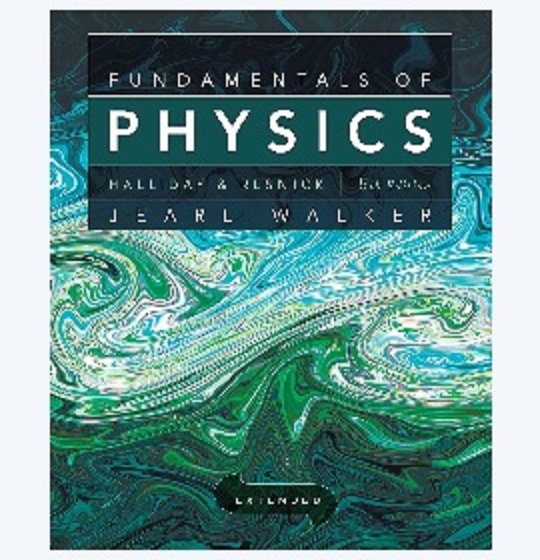 FUNDAMENTALS OF
PHYSICS
HALLIDAY & RESNICK |
JEARL WALKER
EXTENDED